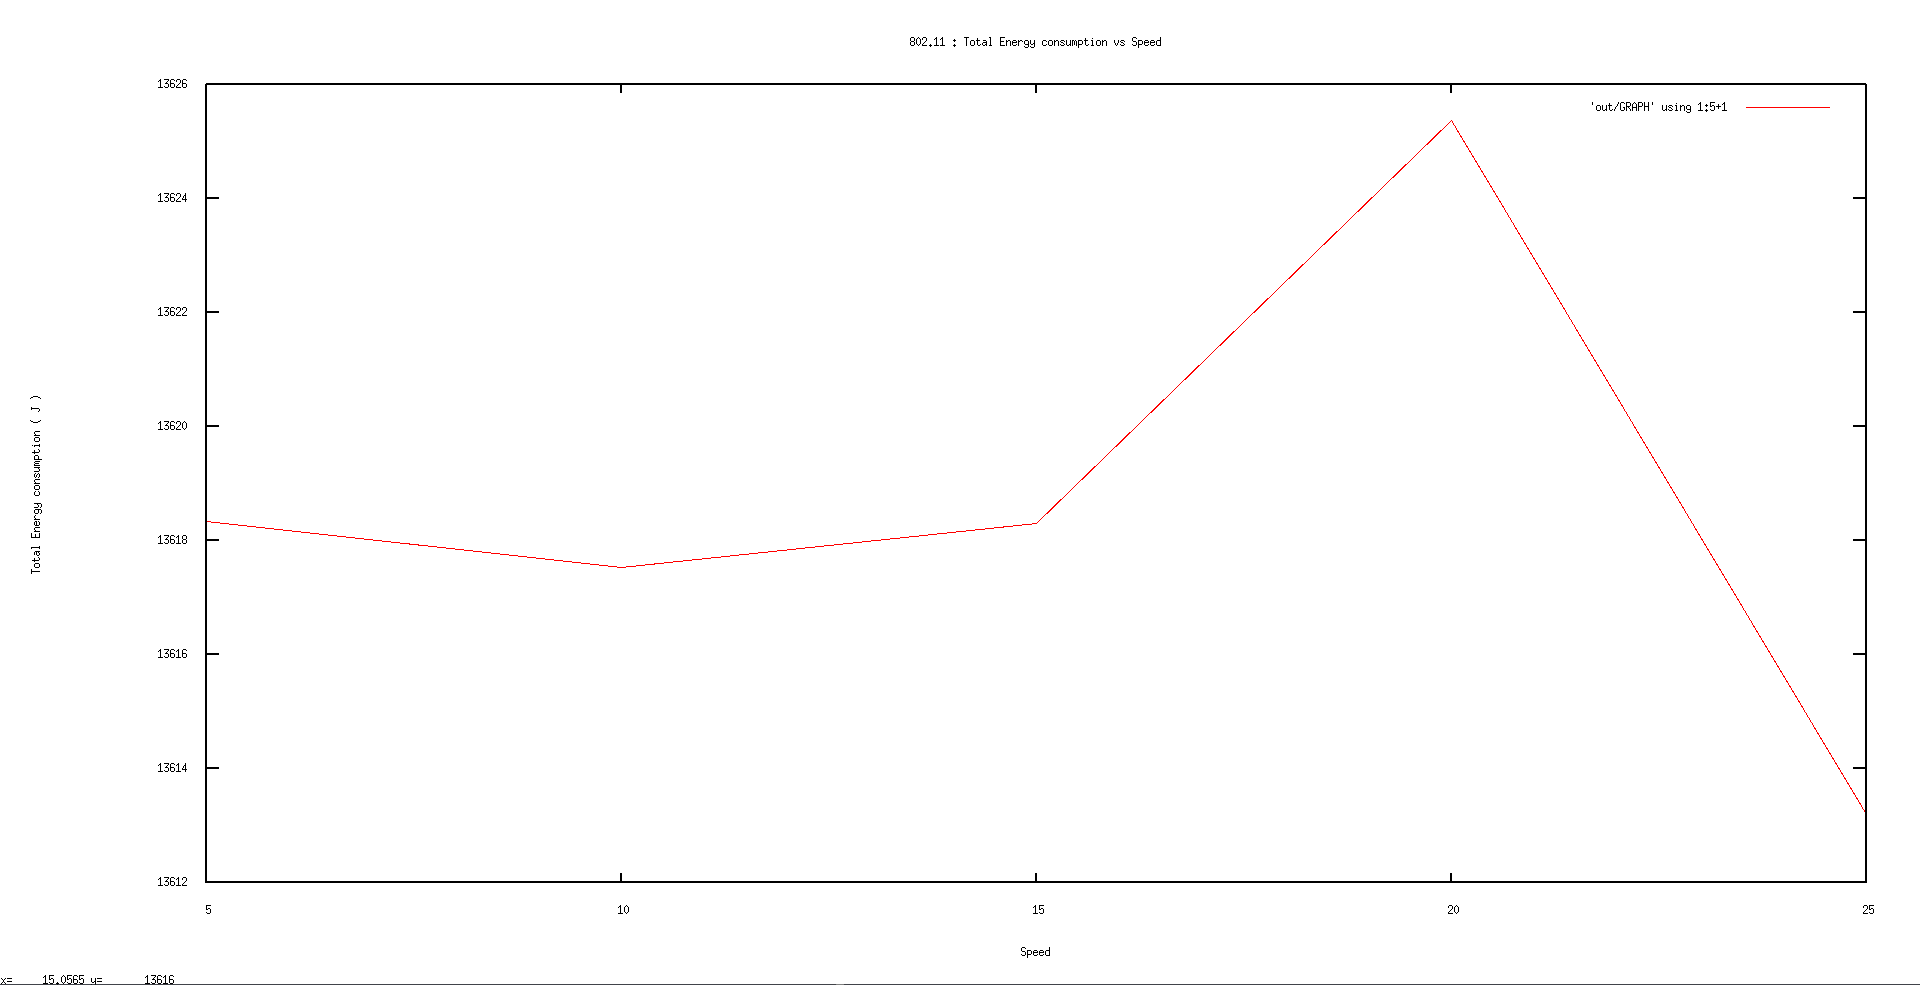 802.11 : Total Energy consumption vs Speed
'out/GRAPH' using 1:5+1
13626
13624
13622
13620
13618
13616
13614
13612
Total Energy consumption ( J )
5 10 15 20 25
Speed
x= 15.0565 y= 13616